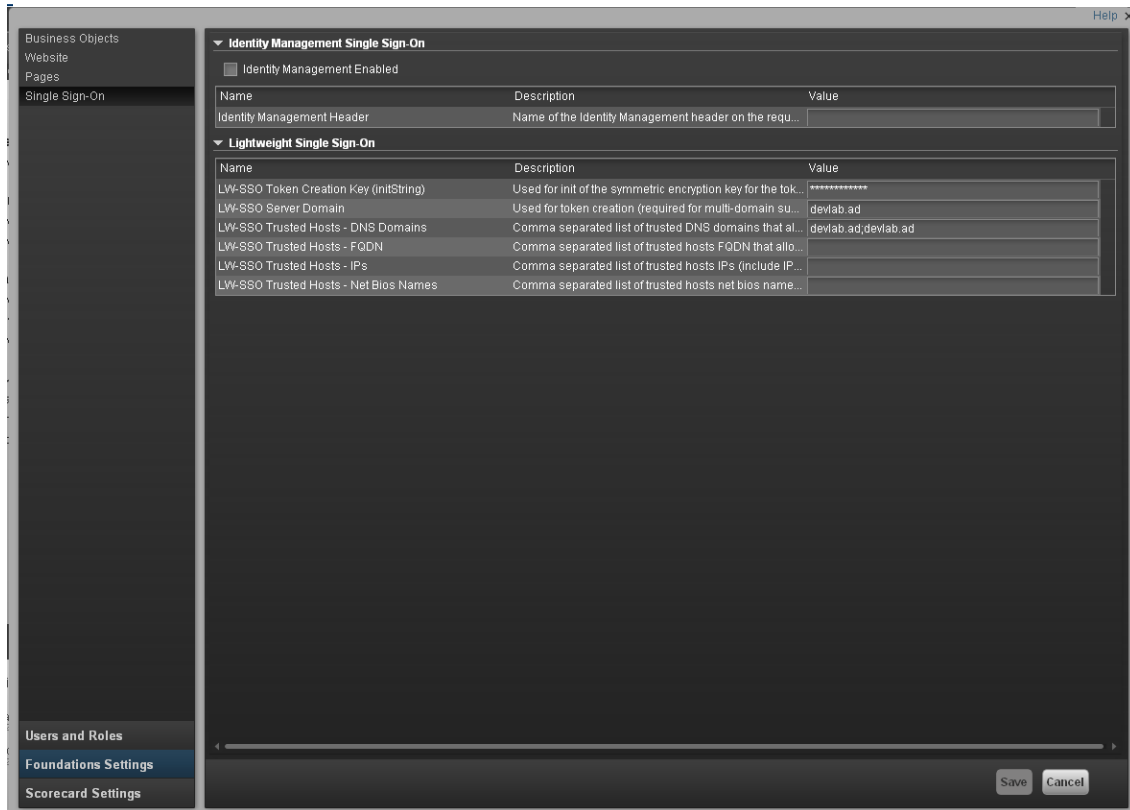 Help x
Business Objects
Website
Pages
Single Sign-On
Identity Management Single Sign-On
Identity Management Enabled
Name Description Value
Identity Management Header Name of the Identity Management header on the requ...
Lightweight Single Sign-On
Name Description Value
LW-SSO Token Creation Key (initString) Used for init of the symmetric encryption key for the tok... ************
LW-SSO Server Domain Used for token creation (required for multi-domain su... devlab.ad
LW-SSO Trusted Hosts - DNS Domains Comma separated list of trusted DNS domains that al... devlab.ad;devlab.ad
LW-SSO Trusted Hosts - FQDN Comma separated list of trusted hosts FQDN that allo...
LW-SSO Trusted Hosts - IPs Comma separated list of trusted hosts IPs (include IP...
LW-SSO Trusted Hosts - Net Bios Names Comma separated list of trusted hosts net bios name...
Users and Roles
Foundations Settings
Scorecard Settings
Save Cancel